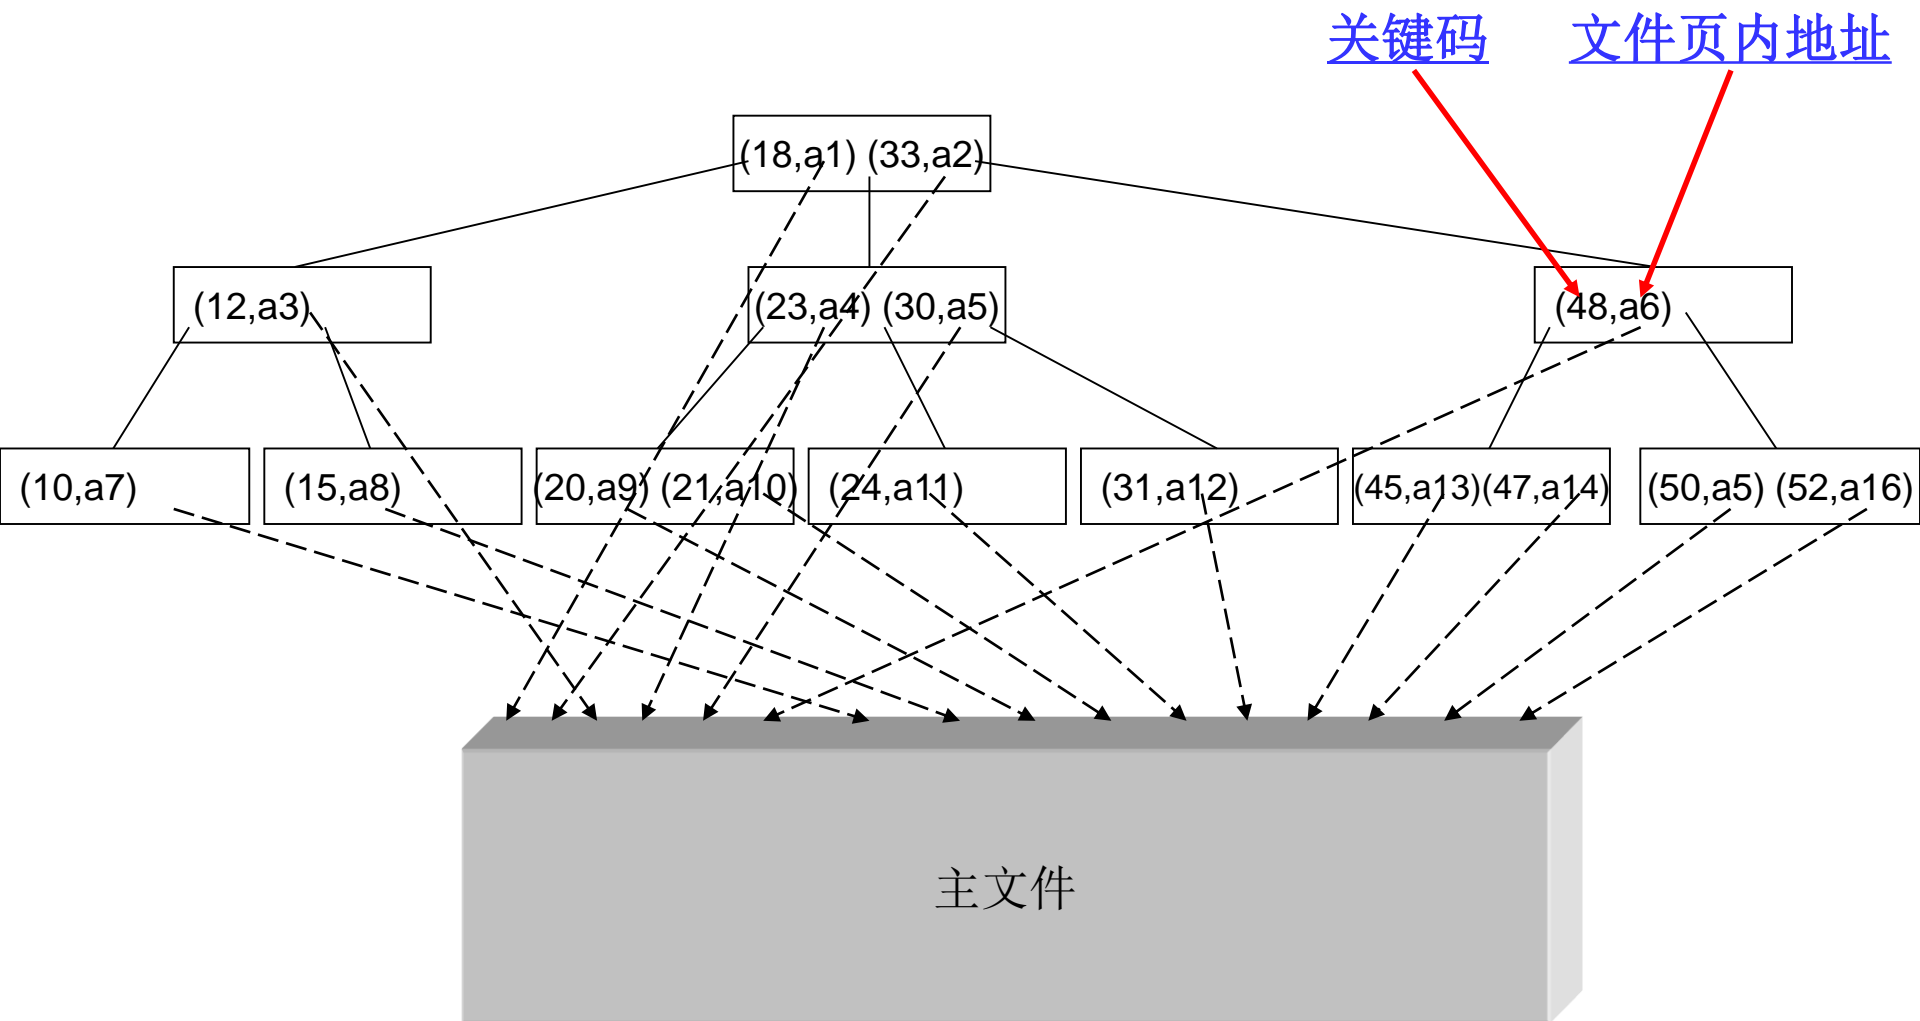 关键码 文件页内地址
(18,a1) (33,a2)
(12,a3) (23,a4) (30,a5) (48,a6)
(10,a7) (15,a8) (20,a9) (21,a10) (24,a11) (31,a12) (45,a13)(47,a14) (50,a5) (52,a16)
主文件